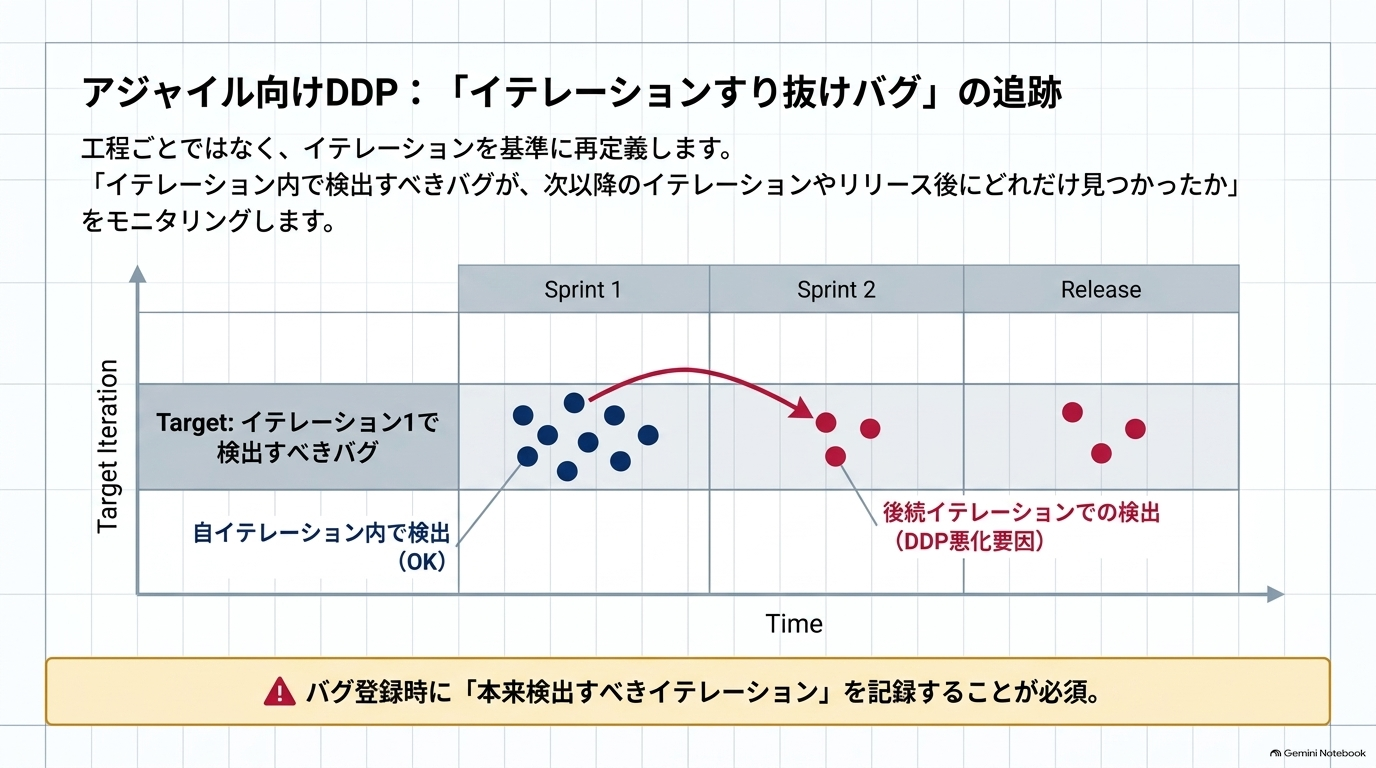 アジャイル向けDDP：「イテレーションすり抜けバグ」の追跡
工程ごとではなく、イテレーションを基準に再定義します。
「イテレーション内で検出すべきバグが、次以降のイテレーションやリリース後にどれだけ見つかったか」
をモニタリングします。
Sprint 1
Sprint 2
Release
Target Iteration
Target: イテレーション1で
検出すべきバグ
自イテレーション内で検出
（OK）
後続イテレーションでの検出
（DDP悪化要因）
Time
バグ登録時に「本来検出すべきイテレーション」を記録することが必須。
Gemini Notebook